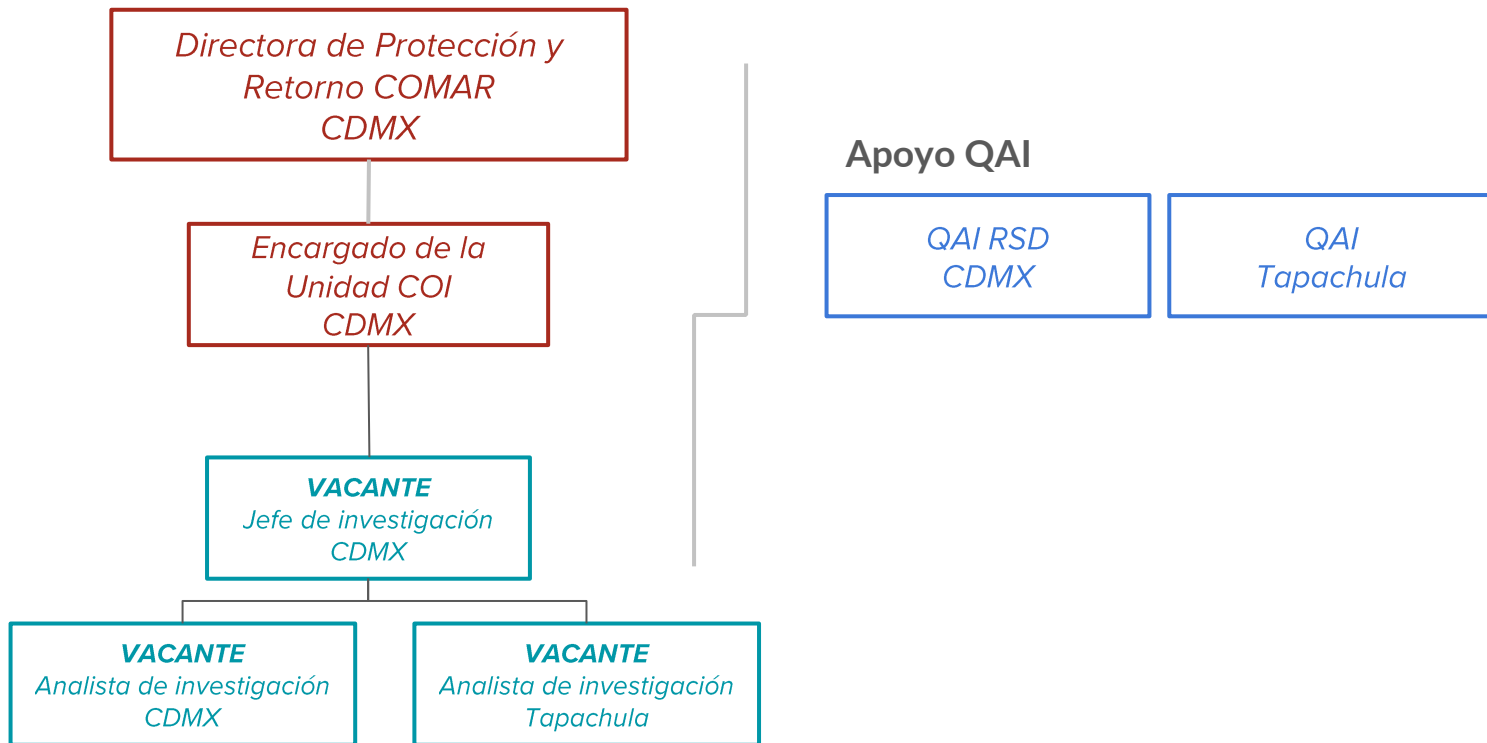 Directora de Protección y
Retorno COMAR
CDMX
Encargado de la
Unidad COI
CDMX
VACANTE
Jefe de investigación
CDMX
VACANTE
Analista de investigación
CDMX
VACANTE
Analista de investigación
Tapachula
Apoyo QAI
QAI RSD
CDMX
QAI
Tapachula